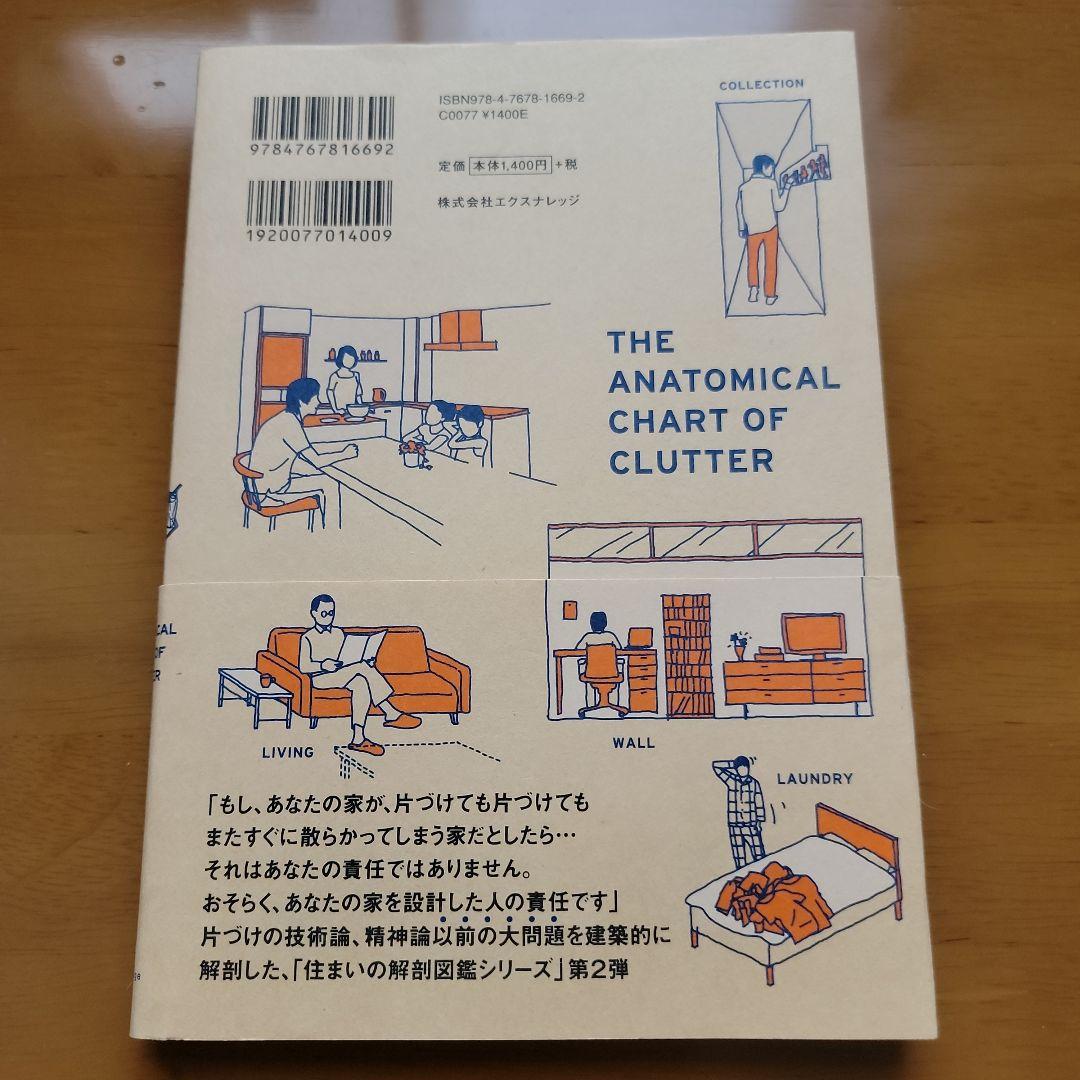 9784767816692
1920077014009
ISBN978-4-7678-1669-2
C0077 ¥1400E
定価 本体1,400円+税
株式会社エクスナレッジ
COLLECTION
THE
ANATOMICAL
CHART OF
CLUTTER
CAL
OF
ER
LIVING
WALL
LAUNDRY
「もし、あなたの家が、片づけても片づけても
またすぐに散らかってしまう家だとしたら…
それはあなたの責任ではありません。
おそらく、あなたの家を設計した人の責任です」
片づけの技術論、精神論以前の大問題を建築的に
解剖した、「住まいの解剖図鑑シリーズ」第2弾